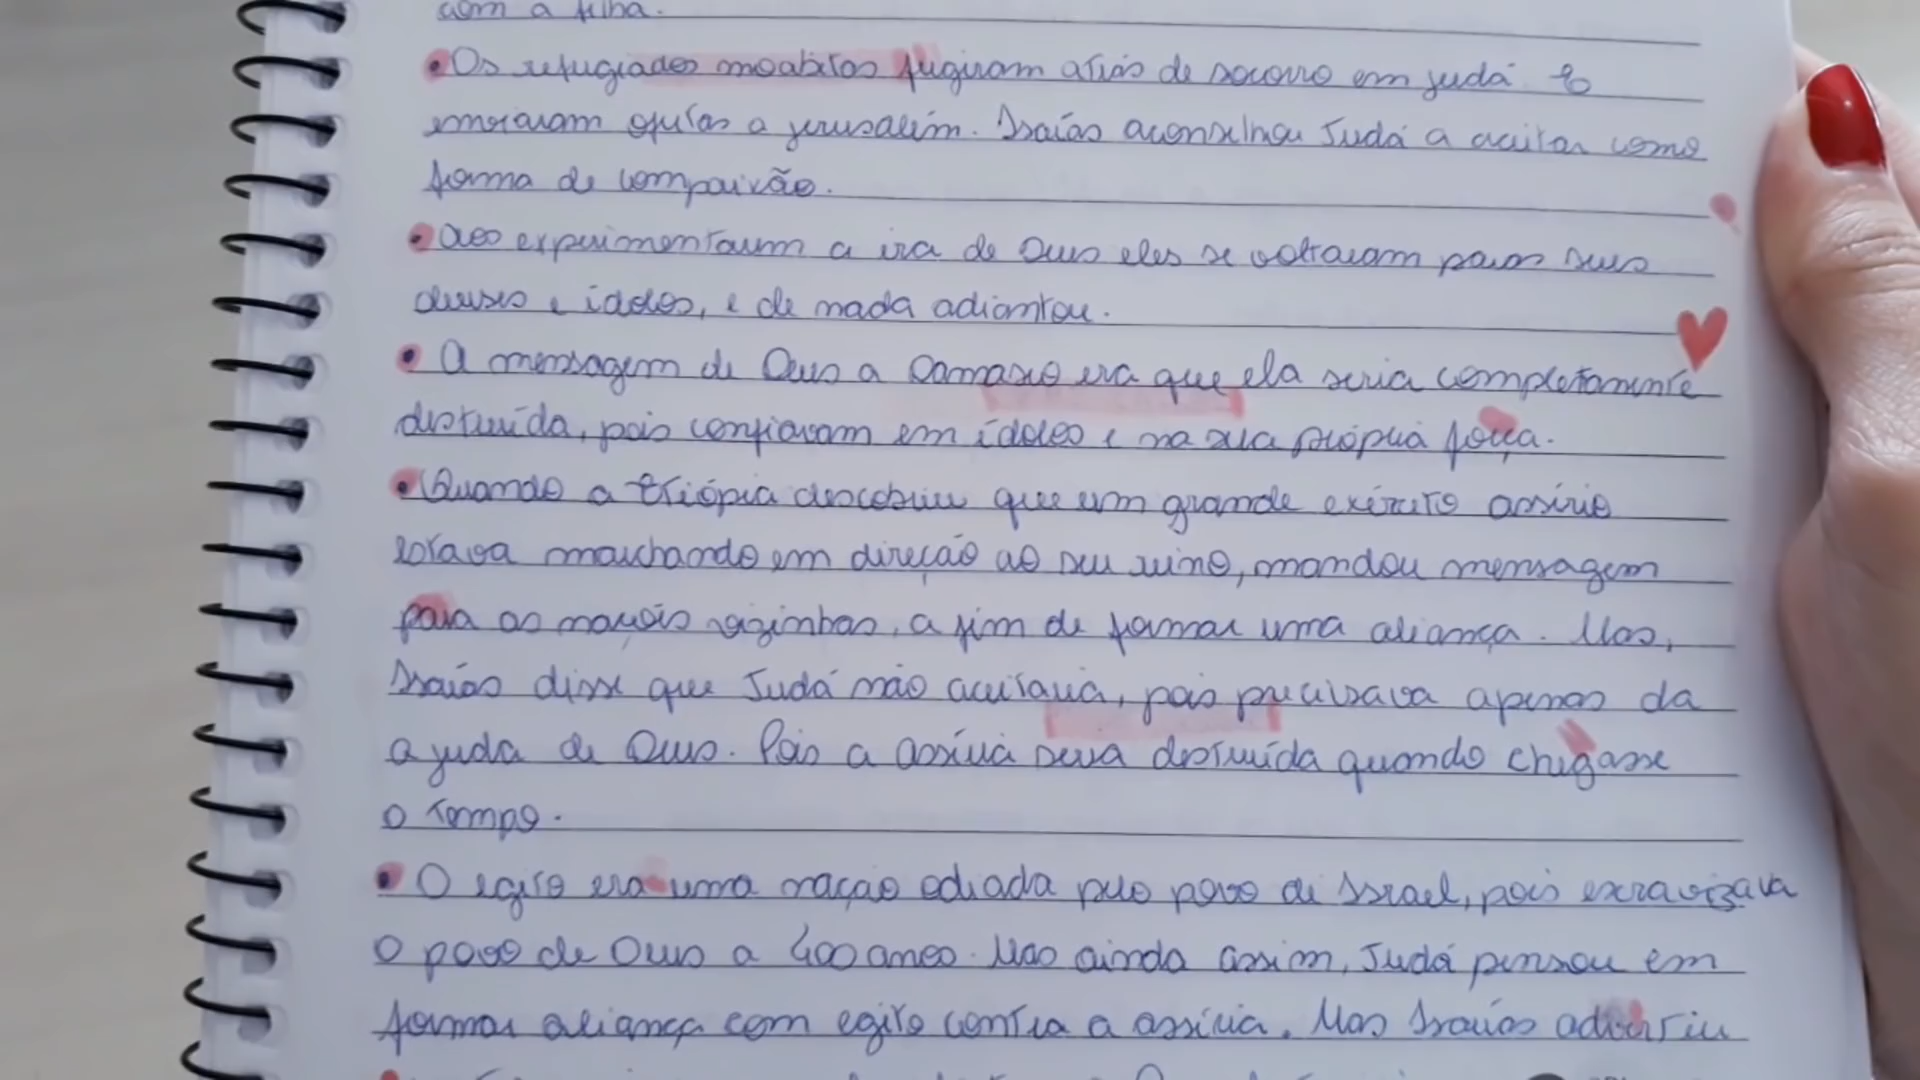 com a filha.
• Os refugiados moabitas fugiram atrás de socorro em judá e
enviaram ofertas a jerusalém. Isaías aconselhou Judá a aceitar como
forma de compaixão.
• aeo experimentarem a ira de Deus eles se voltaram para seus
deuses e ídolos, e de nada adiantou.
• A mensagem de Deus a Damasco era que ela seria completamente
destruída, pois confiavam em ídolos e na sua própria força.
• Quando a Etiópia descobriu que um grande exército assírio
estava marchando em direção ao seu reino, mandou mensagem
para as nações vizinhas, a fim de formar uma aliança. Mas,
Isaías disse que Judá não aceitaria, pois precisava apenas da
ajuda de Deus. Pois a assíria seria destruída quando chegasse
o tempo.
• O egito era uma nação odiada pelo povo de Israel, pois escravizava
o povo de Deus a 400 anos. Mas ainda assim, Judá pensou em
formar aliança com egito contra a assíria. Mas Isaías advertiu